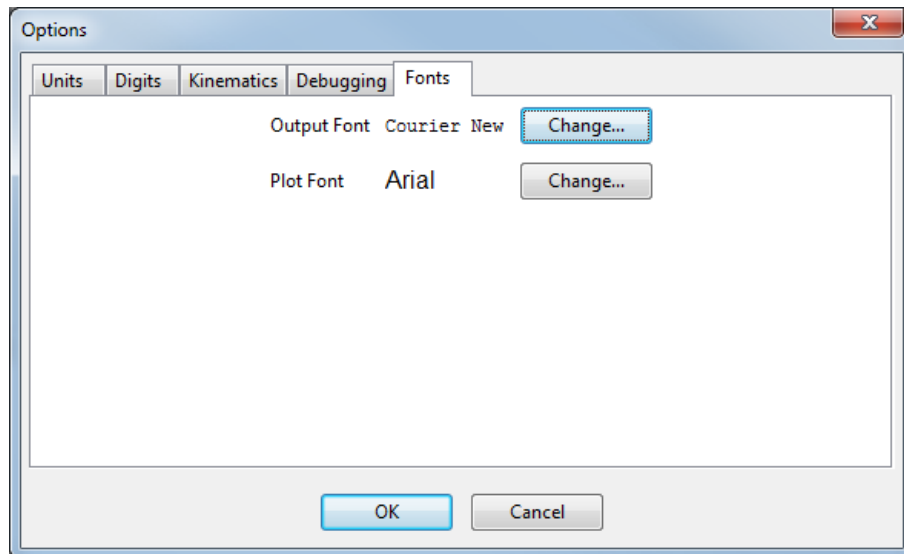 Options
Units Digits Kinematics Debugging Fonts
Output Font Courier New Change...
Plot Font Arial Change...
OK Cancel